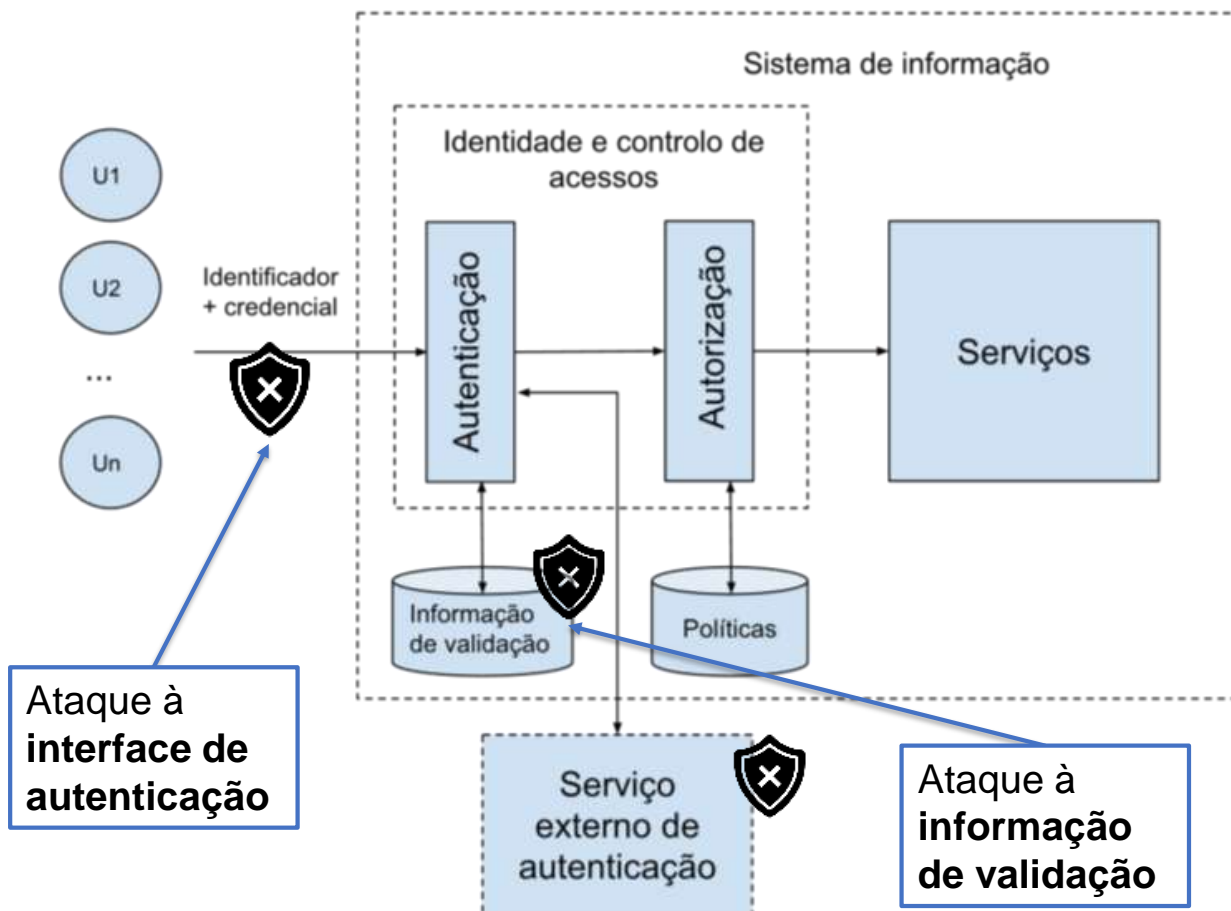 Sistema de informação
Identidade e controlo de
acessos
U1
U2
...
Un
Identificador
+ credencial
Autenticação
Autorização
Serviços
Informação
de validação
Políticas
Ataque à
interface de
autenticação
Serviço
externo de
autenticação
Ataque à
informação
de validação